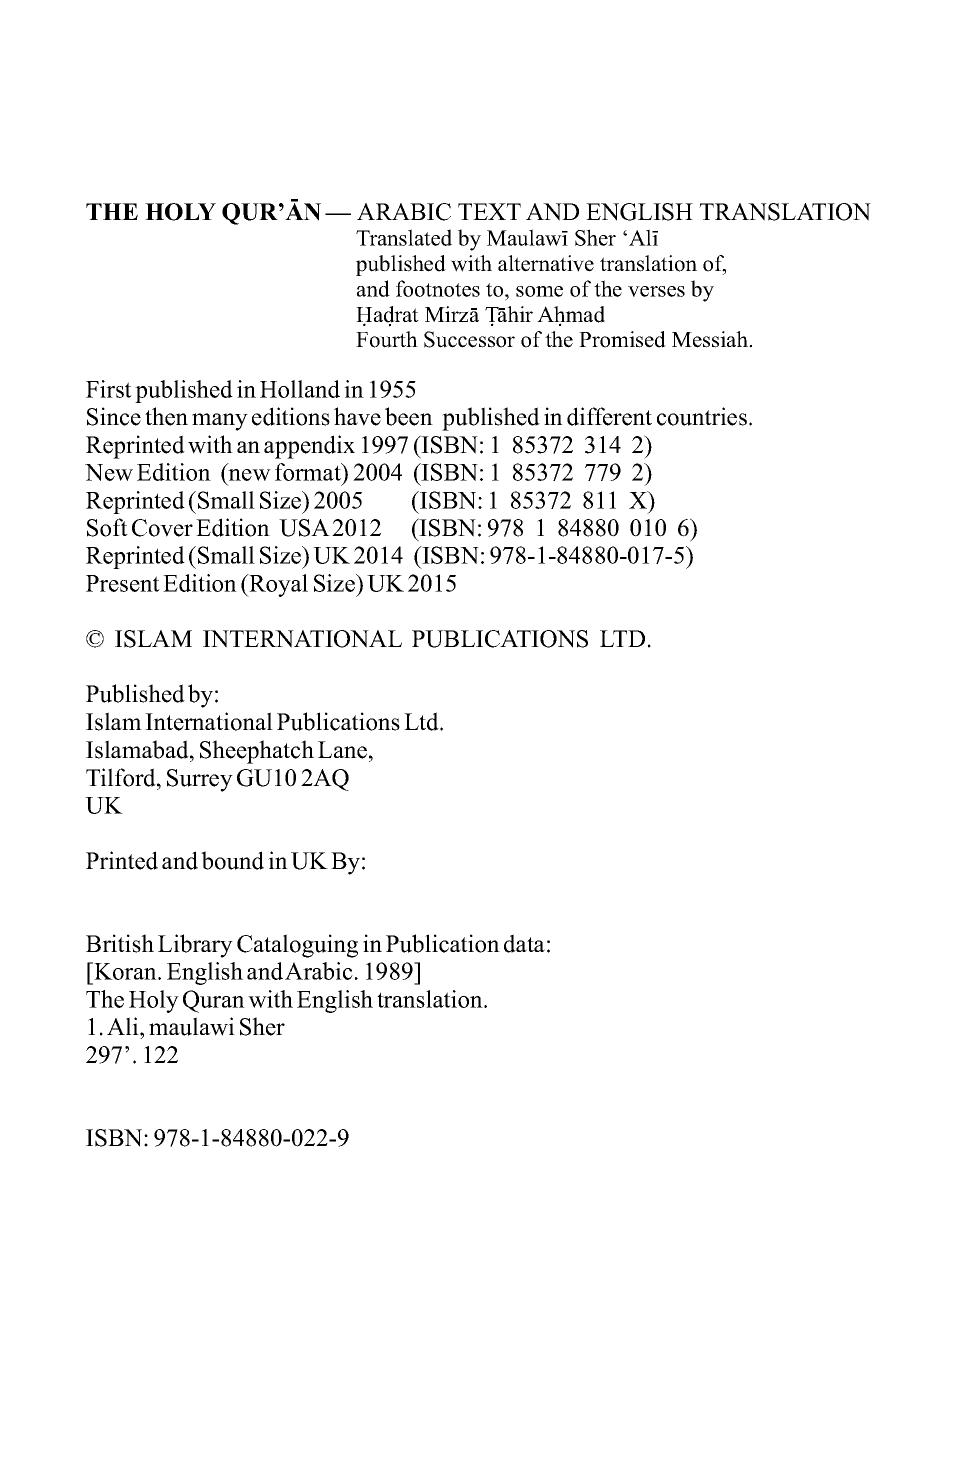 THE HOLY QUR’ĀN — ARABIC TEXT AND ENGLISH TRANSLATION
Translated by Maulawī Sher ‘Alī
published with alternative translation of,
and footnotes to, some of the verses by
Ḥaḍrat Mirzā Ṭāhir Aḥmad
Fourth Successor of the Promised Messiah.
First published in Holland in 1955
Since then many editions have been published in different countries.
Reprinted with an appendix 1997 (ISBN: 1 85372 314 2)
New Edition (new format) 2004 (ISBN: 1 85372 779 2)
Reprinted (Small Size) 2005 (ISBN: 1 85372 811 X)
Soft Cover Edition USA 2012 (ISBN: 978 1 84880 010 6)
Reprinted (Small Size) UK 2014 (ISBN: 978-1-84880-017-5)
Present Edition (Royal Size) UK 2015
© ISLAM INTERNATIONAL PUBLICATIONS LTD.
Published by:
Islam International Publications Ltd.
Islamabad, Sheephatch Lane,
Tilford, Surrey GU10 2AQ
UK
Printed and bound in UK By:
British Library Cataloguing in Publication data:
[Koran. English and Arabic. 1989]
The Holy Quran with English translation.
1. Ali, maulawi Sher
297’. 122
ISBN: 978-1-84880-022-9